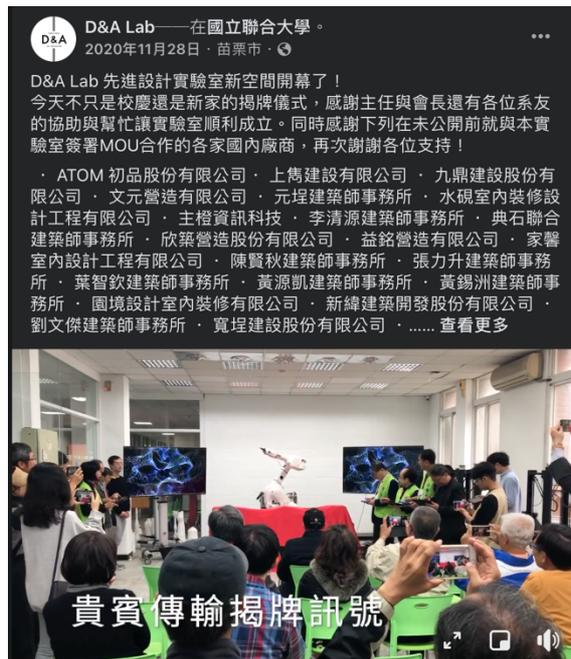 D&A Lab——在國立聯合大學。
D&A
2020年11月28日 · 苗栗市 ·
D&A Lab 先進設計實驗室新空間開幕了！
今天不只是校慶還是新家的揭牌儀式，感謝主任與會長還有各位系友
的協助與幫忙讓實驗室順利成立。同時感謝下列在未公開前就與本實
驗室簽署MOU合作的各家國內廠商，再次謝謝各位支持！
· ATOM 初品股份有限公司 · 上雋建設有限公司 · 九鼎建設股份有
限公司 · 文元營造有限公司 · 元埕建築師事務所 · 水硯室內裝修設
計工程有限公司 · 主橙資訊科技 · 李清源建築師事務所 · 典石聯合
建築師事務所 · 欣築營造股份有限公司 · 益銘營造有限公司 · 家馨
室內設計工程有限公司 · 陳賢秋建築師事務所 · 張力升建築師事務
所 · 葉智欽建築師事務所 · 黃源凱建築師事務所 · 黃錫洲建築師事
務所 · 園境設計室內裝修有限公司 · 新緯建築開發股份有限公司 ·
劉文傑建築師事務所 · 寬埕建設股份有限公司 · …… 查看更多
貴賓傳輸揭牌訊號